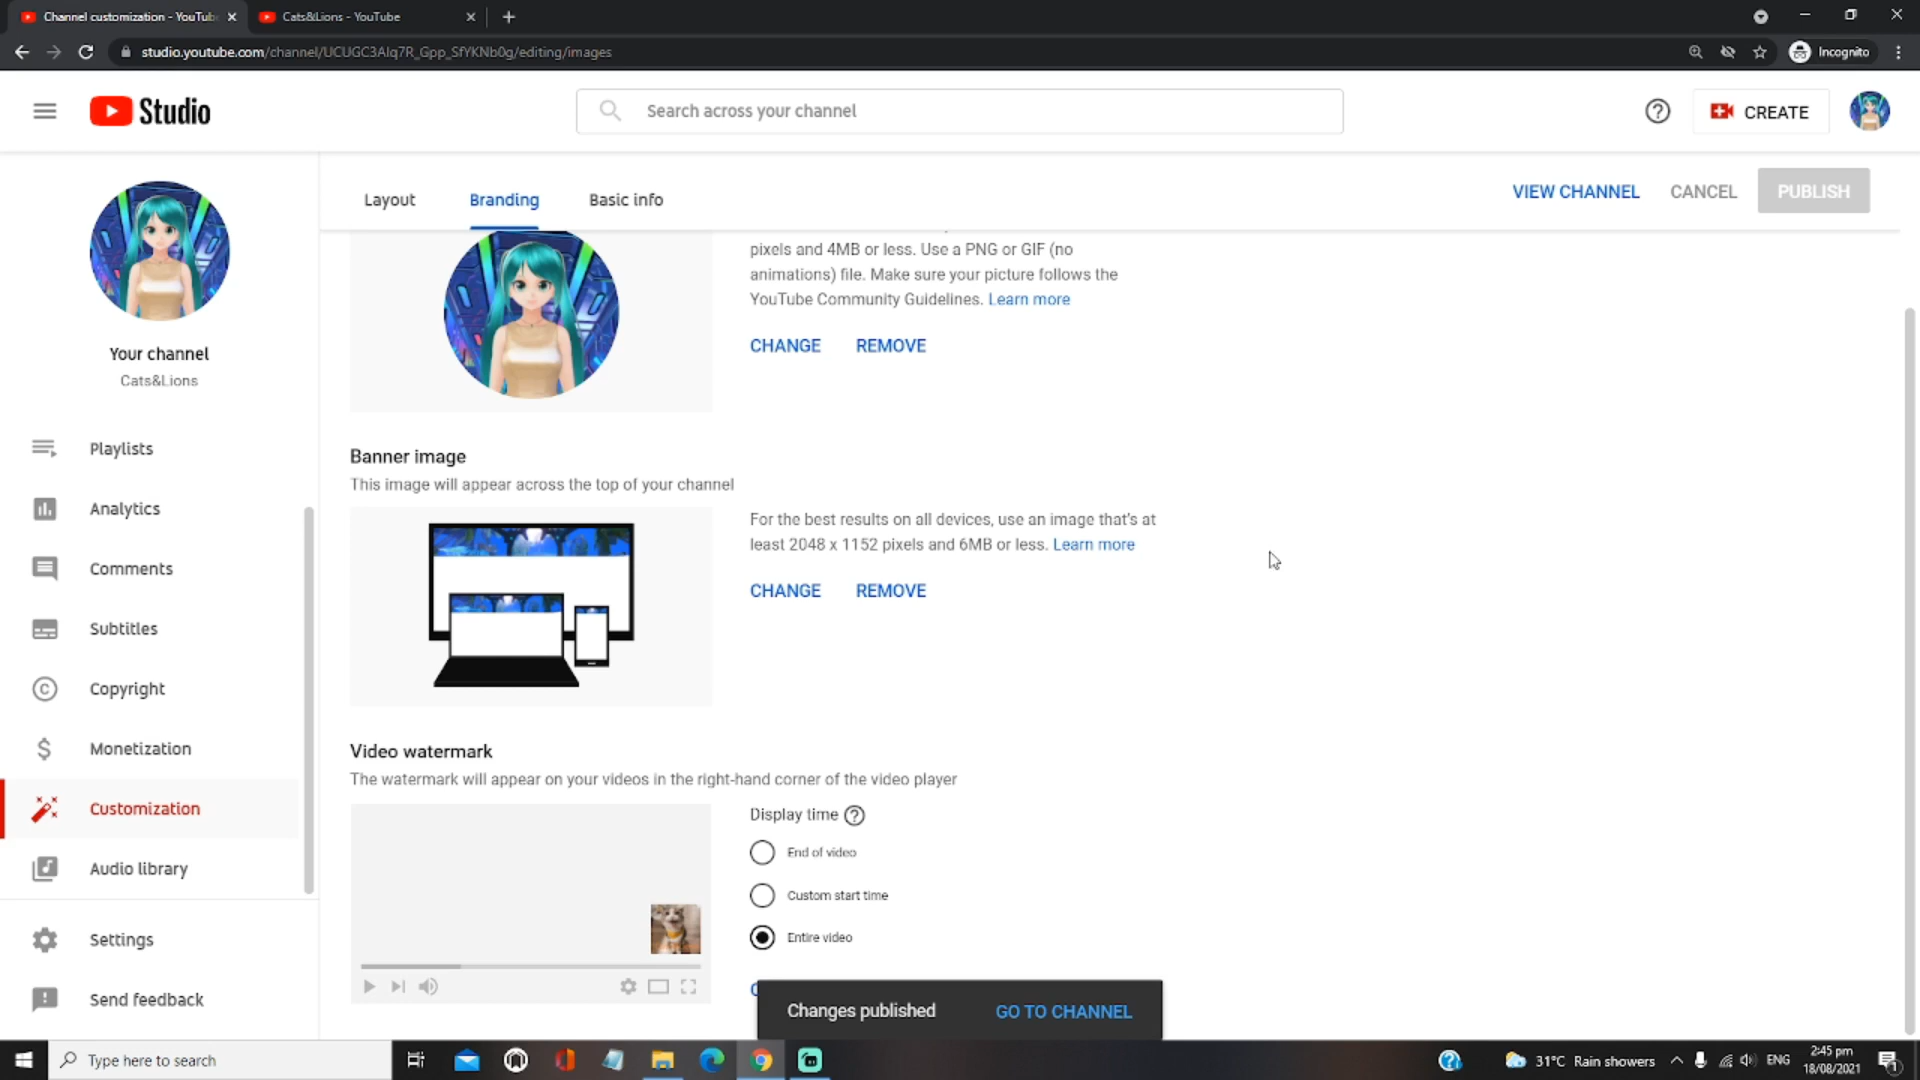 Channel customization - YouTub
Cats&Lions - YouTube
studio.youtube.com/channel/UCUGC3AIq7R_Gpp_SfYKNb0g/editing/images
Incognito
Studio
Search across your channel
CREATE
Layout
Branding
Basic info
VIEW CHANNEL
CANCEL
PUBLISH
pixels and 4MB or less. Use a PNG or GIF (no
animations) file. Make sure your picture follows the
YouTube Community Guidelines. Learn more
CHANGE
REMOVE
Your channel
Cats&Lions
Playlists
Analytics
Comments
Subtitles
Copyright
Monetization
Customization
Audio library
Settings
Send feedback
Banner image
This image will appear across the top of your channel
For the best results on all devices, use an image that's at
least 2048 x 1152 pixels and 6MB or less. Learn more
CHANGE
REMOVE
Video watermark
The watermark will appear on your videos in the right-hand corner of the video player
Display time
End of video
Custom start time
Entire video
Changes published
GO TO CHANNEL
Type here to search
31°C Rain showers
ENG
2:45 pm
18/08/2021